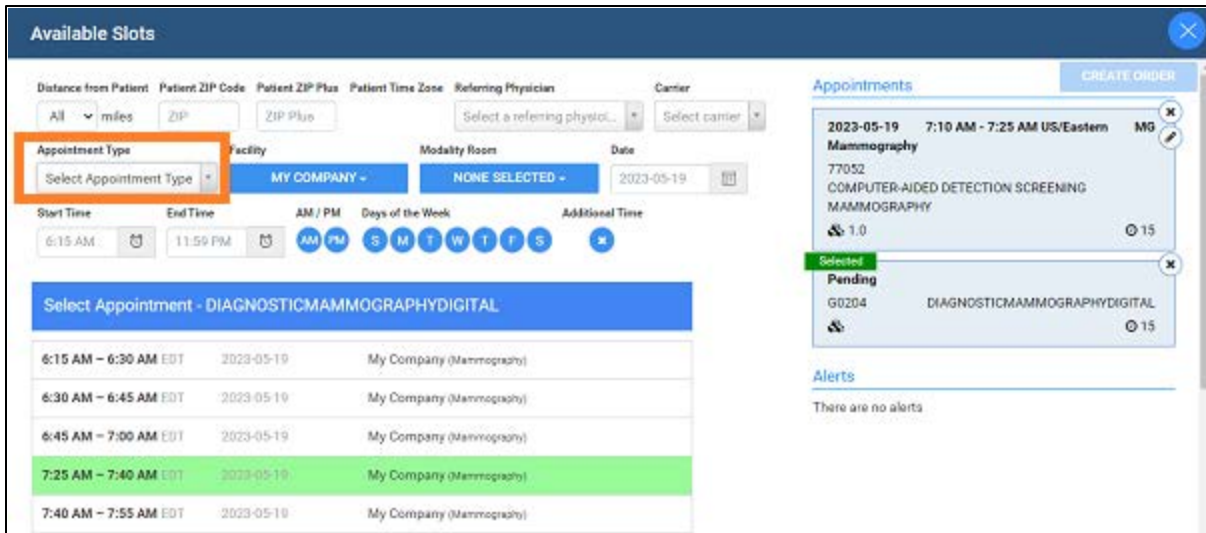 Available Slots
Distance from Patient Patient ZIP Code Patient ZIP Plus Patient Time Zone Referring Physician Carrier
All miles ZIP ZIP Plus Select a referring physici... Select carrier
Appointment Type Facility Modality Room Date
Select Appointment Type MY COMPANY NONE SELECTED 2023-05-19
Start Time End Time AM / PM Days of the Week Additional Time
6:15 AM 11:59 PM AM PM S M T W T F S
Select Appointment - DIAGNOSTICMAMMOGRAPHYDIGITAL
6:15 AM – 6:30 AM EDT 2023-05-19 My Company (Mammography)
6:30 AM – 6:45 AM EDT 2023-05-19 My Company (Mammography)
6:45 AM – 7:00 AM EDT 2023-05-19 My Company (Mammography)
7:25 AM – 7:40 AM EDT 2023-05-19 My Company (Mammography)
7:40 AM – 7:55 AM EDT 2023-05-19 My Company (Mammography)
CREATE ORDER
Appointments
2023-05-19 7:10 AM - 7:25 AM US/Eastern MG
Mammography
77052
COMPUTER-AIDED DETECTION SCREENING
MAMMOGRAPHY
1.0 15
Selected
Pending
G0204 DIAGNOSTICMAMMOGRAPHYDIGITAL
15
Alerts
There are no alerts